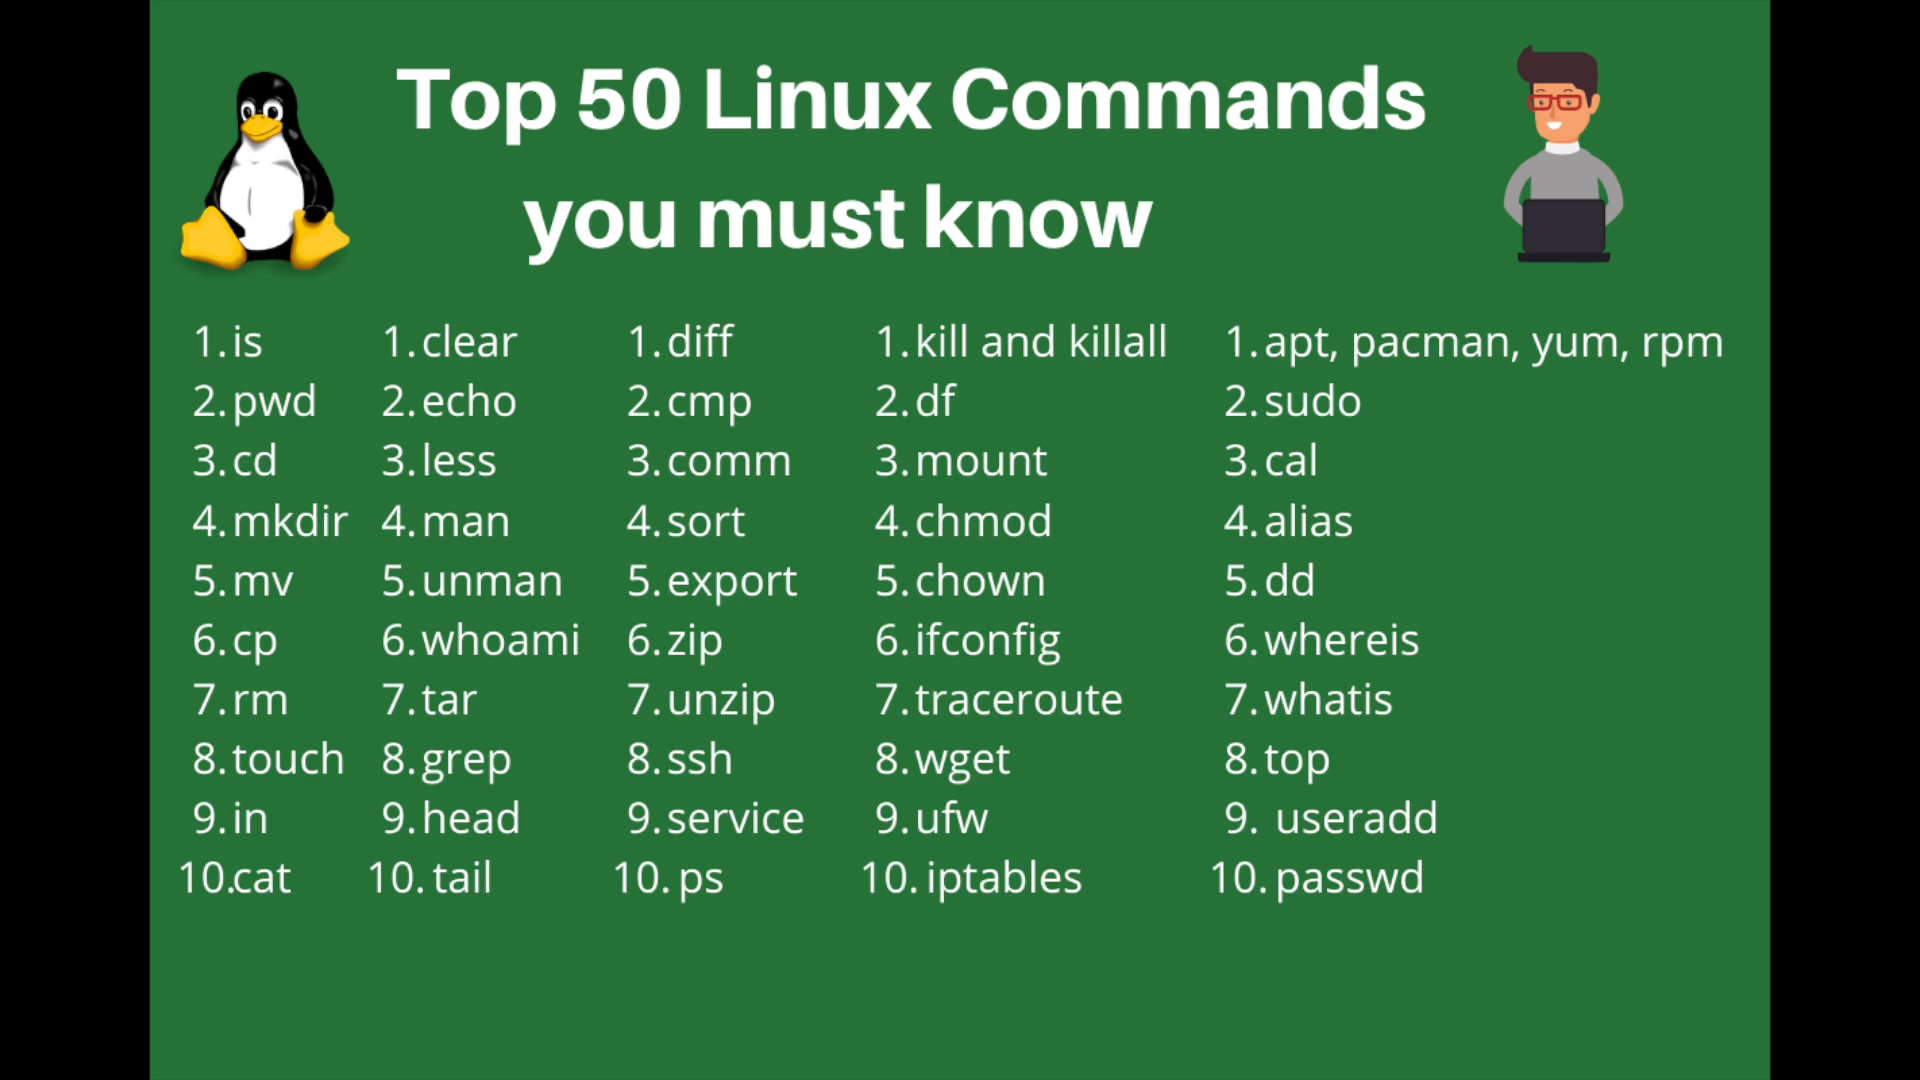 Top 50 Linux Commands
you must know
1. is
2. pwd
3. cd
4. mkdir
5. mv
6. cp
7. rm
8. touch
9. in
10. cat
1. clear
2. echo
3. less
4. man
5. unman
6. whoami
7. tar
8. grep
9. head
10. tail
1. diff
2. cmp
3. comm
4. sort
5. export
6. zip
7. unzip
8. ssh
9. service
10. ps
1. kill and killall
2. df
3. mount
4. chmod
5. chown
6. ifconfig
7. traceroute
8. wget
9. ufw
10. iptables
1. apt, pacman, yum, rpm
2. sudo
3. cal
4. alias
5. dd
6. whereis
7. whatis
8. top
9. useradd
10. passwd